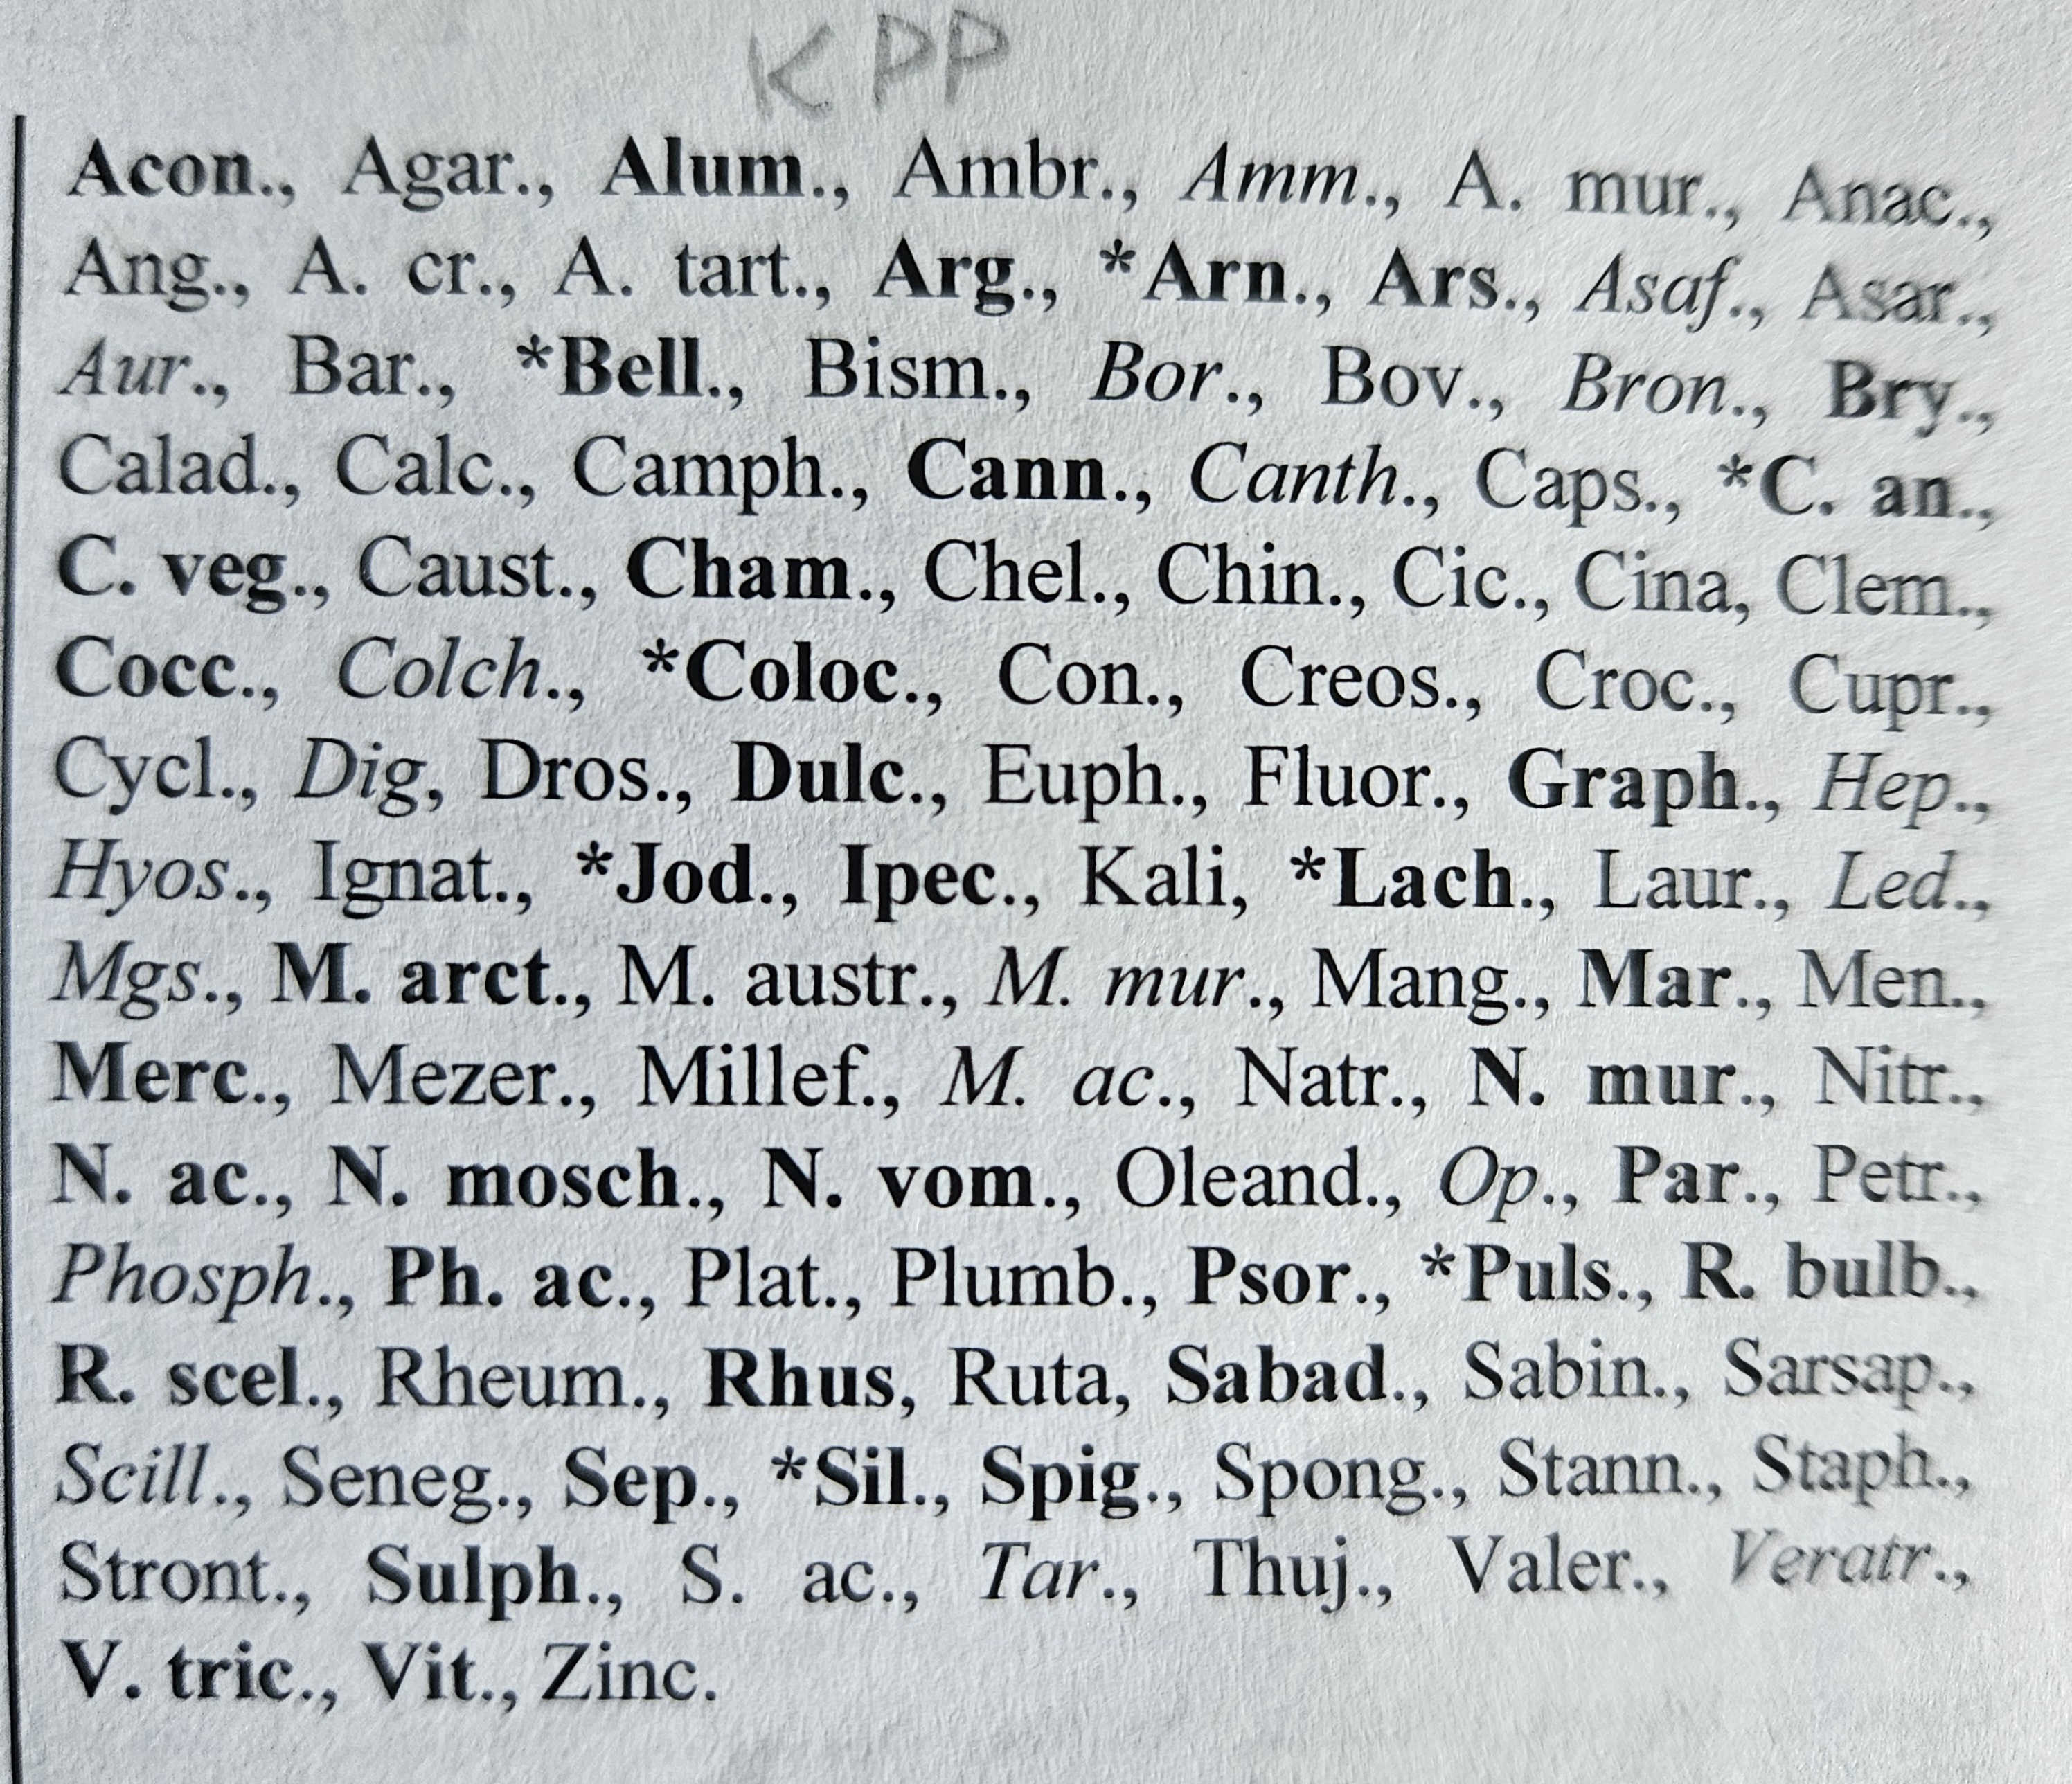 KPP
Acon., Agar., Alum., Ambr., Amm., A. mur., Anac.,
Ang., A. cr., A. tart., Arg., *Arn., Ars., Asaf., Asar.,
Aur., Bar., *Bell., Bism., Bor., Bov., Bron., Bry.,
Calad., Calc., Camph., Cann., Canth., Caps., *C. an.,
C. veg., Caust., Cham., Chel., Chin., Cic., Cina, Clem.,
Cocc., Colch., *Coloc., Con., Creos., Croc., Cupr.,
Cycl., Dig, Dros., Dulc., Euph., Fluor., Graph., Hep.,
Hyos., Ignat., *Jod., Ipec., Kali, *Lach., Laur., Led.,
Mgs., M. arct., M. austr., M. mur., Mang., Mar., Men.,
Merc., Mezer., Millef., M. ac., Natr., N. mur., Nitr.,
N. ac., N. mosch., N. vom., Oleand., Op., Par., Petr.,
Phosph., Ph. ac., Plat., Plumb., Psor., *Puls., R. bulb.,
R. scel., Rheum., Rhus, Ruta, Sabad., Sabin., Sarsap.,
Scill., Seneg., Sep., *Sil., Spig., Spong., Stann., Staph.,
Stront., Sulph., S. ac., Tar., Thuj., Valer., Veratr.,
V. tric., Vit., Zinc.